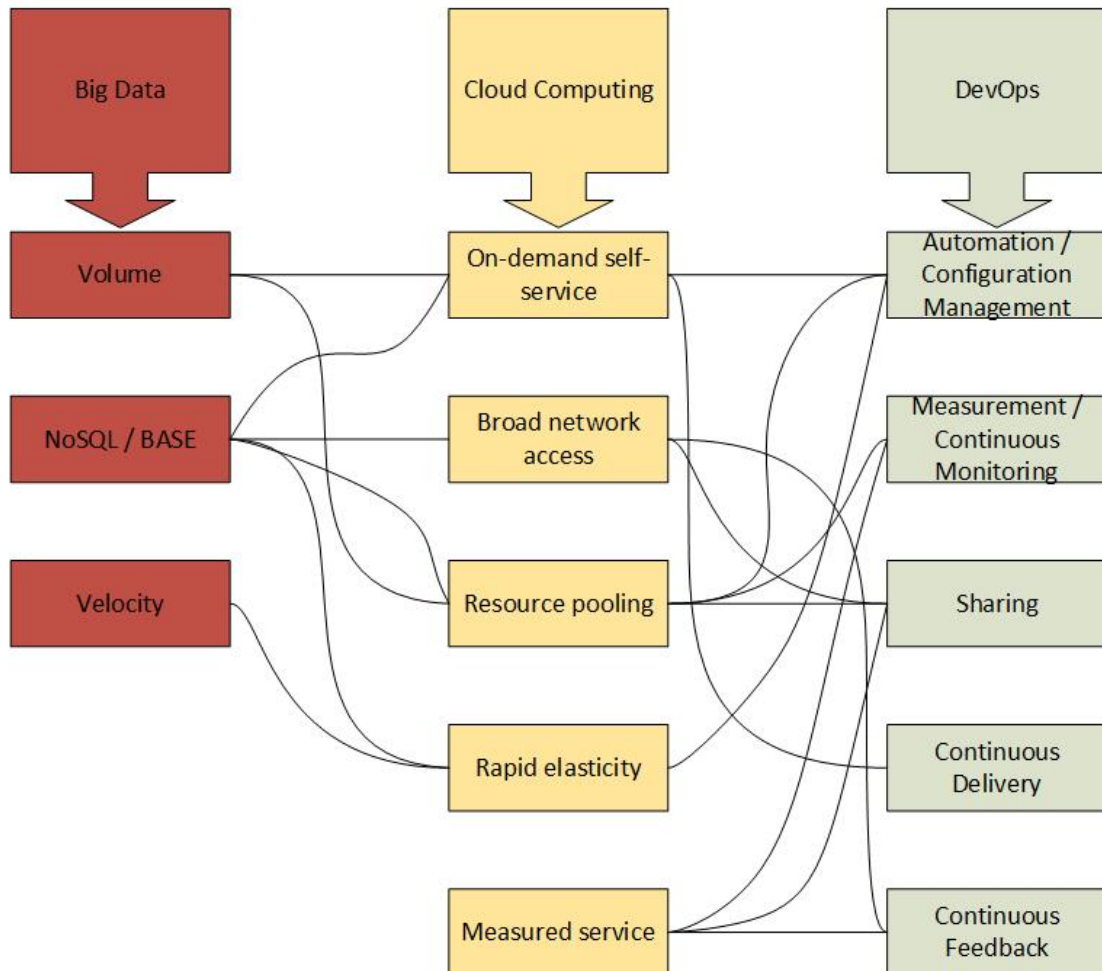 Big Data
Cloud Computing
DevOps
Volume
On-demand self-
service
Automation /
Configuration
Management
NoSQL / BASE
Broad network
access
Measurement /
Continuous
Monitoring
Velocity
Resource pooling
Sharing
Rapid elasticity
Continuous
Delivery
Measured service
Continuous
Feedback